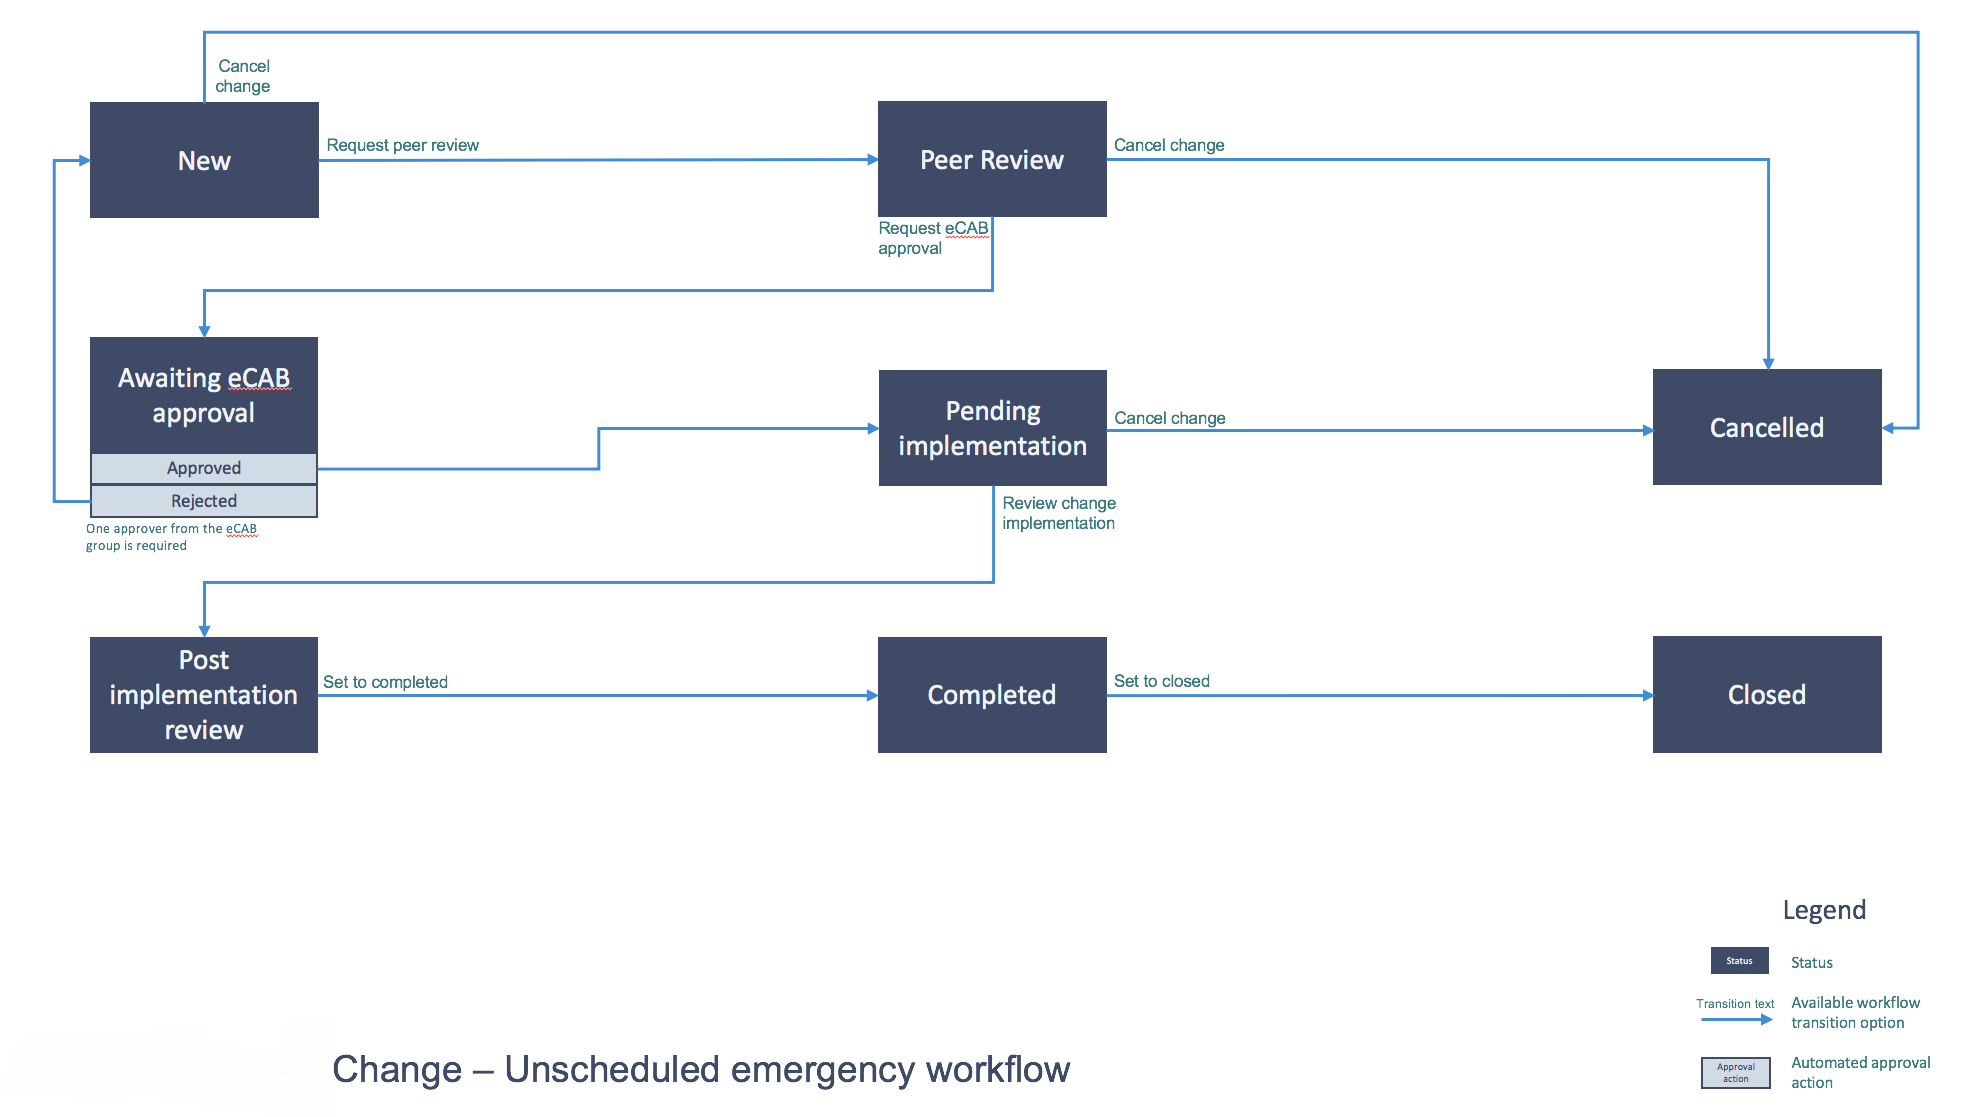 Cancel
change
New
Request peer review
Peer Review
Cancel change
Request eCAB
approval
Awaiting eCAB
approval
Approved
Rejected
One approver from the eCAB
group is required
Pending
implementation
Cancel change
Cancelled
Review change
implementation
Post
implementation
review
Set to completed
Completed
Set to closed
Closed
Legend
Status
Status
Transition text
Available workflow
transition option
Approval
action
Automated approval
action
Change – Unscheduled emergency workflow